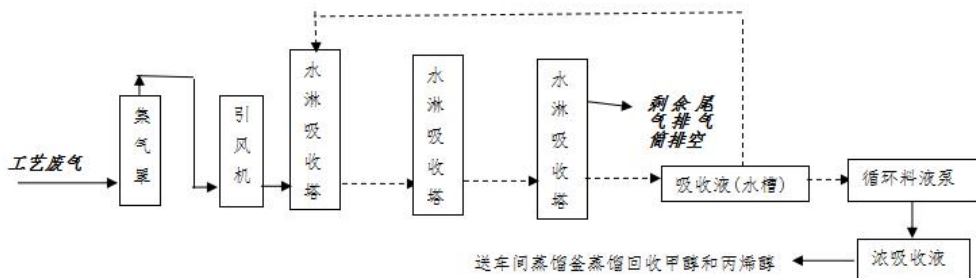 工艺废气
集气罩
引风机
水淋吸收塔
水淋吸收塔
水淋吸收塔
剩余尾
气排气
筒排空
吸收液(水槽)
循环料液泵
浓吸收液
送车间蒸馏釜蒸馏回收甲醇和丙烯醇